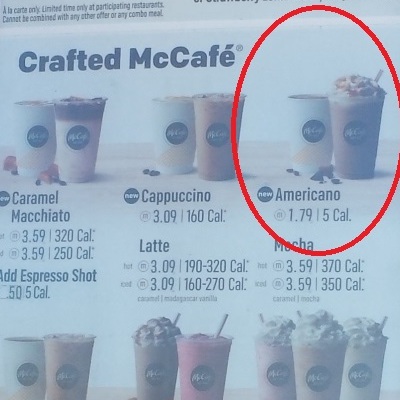 À la carte only. Limited time only at participating restaurants.
Cannot be combined with any other offer or any combo meal.
Crafted McCafé®
new Caramel
Macchiato
m 3.59 | 320 Cal.*
m 3.59 | 250 Cal.*
Add Espresso Shot
.50 5 Cal.
new Cappuccino
m 3.09 | 160 Cal.*
Latte
hot m 3.09 | 190-320 Cal.*
iced m 3.09 | 160-270 Cal.*
caramel | madagascar vanilla
new Americano
m 1.79 | 5 Cal.
Mocha
hot m 3.59 | 370 Cal.*
iced m 3.59 | 350 Cal.*
caramel | mocha